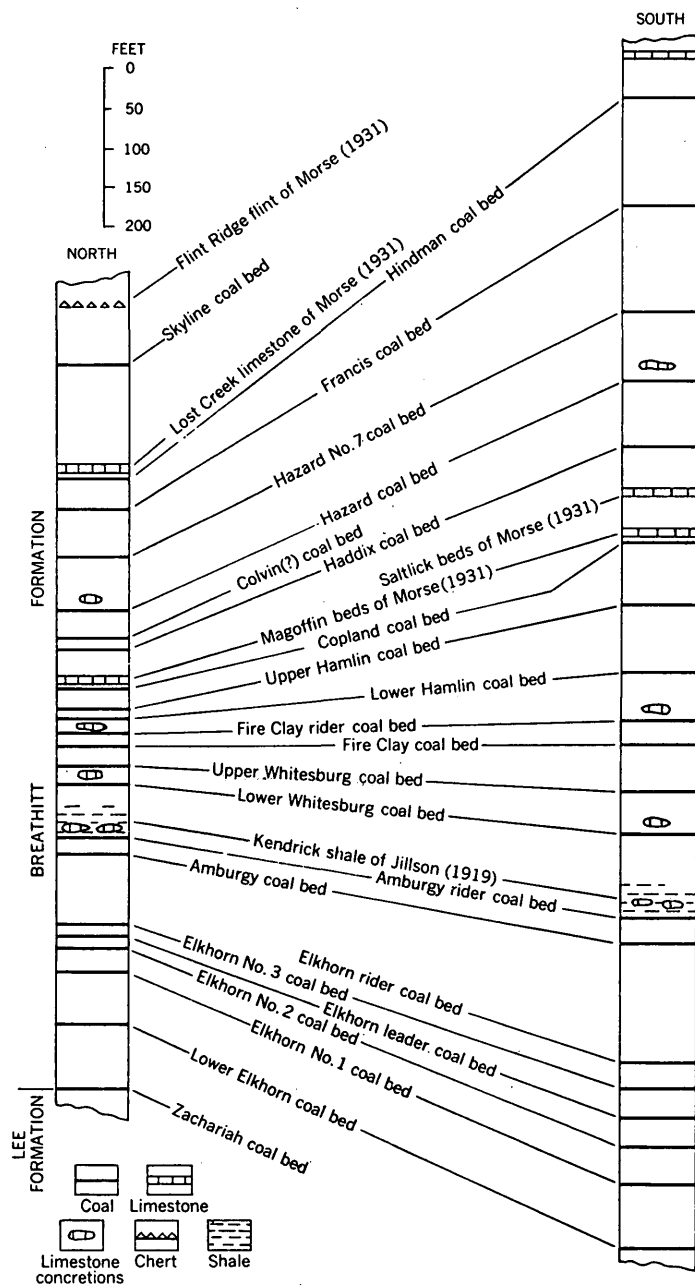 SOUTH
FEET
0
50
100
150
200
NORTH
Flint Ridge flint of Morse (1931)
Skyline coal bed
Lost Creek limestone of Morse (1931)
Hindman coal bed
Francis coal bed
Hazard No. 7 coal bed
Hazard coal bed
Colvin(?) coal bed
Haddix coal bed
Saltlick beds of Morse (1931)
Magoffin beds of Morse (1931)
Copland coal bed
Upper Hamlin coal bed
Lower Hamlin coal bed
Fire Clay rider coal bed
Fire Clay coal bed
Upper Whitesburg coal bed
Lower Whitesburg coal bed
Kendrick shale of Jillson (1919)
Amburgy rider coal bed
Amburgy coal bed
Elkhorn rider coal bed
Elkhorn No. 3 coal bed
Elkhorn leader coal bed
Elkhorn No. 2 coal bed
Elkhorn No. 1 coal bed
Lower Elkhorn coal bed
Zachariah coal bed
BREATHITT FORMATION
LEE
FORMATION
Coal
Limestone
Limestone
concretions
Chert
Shale